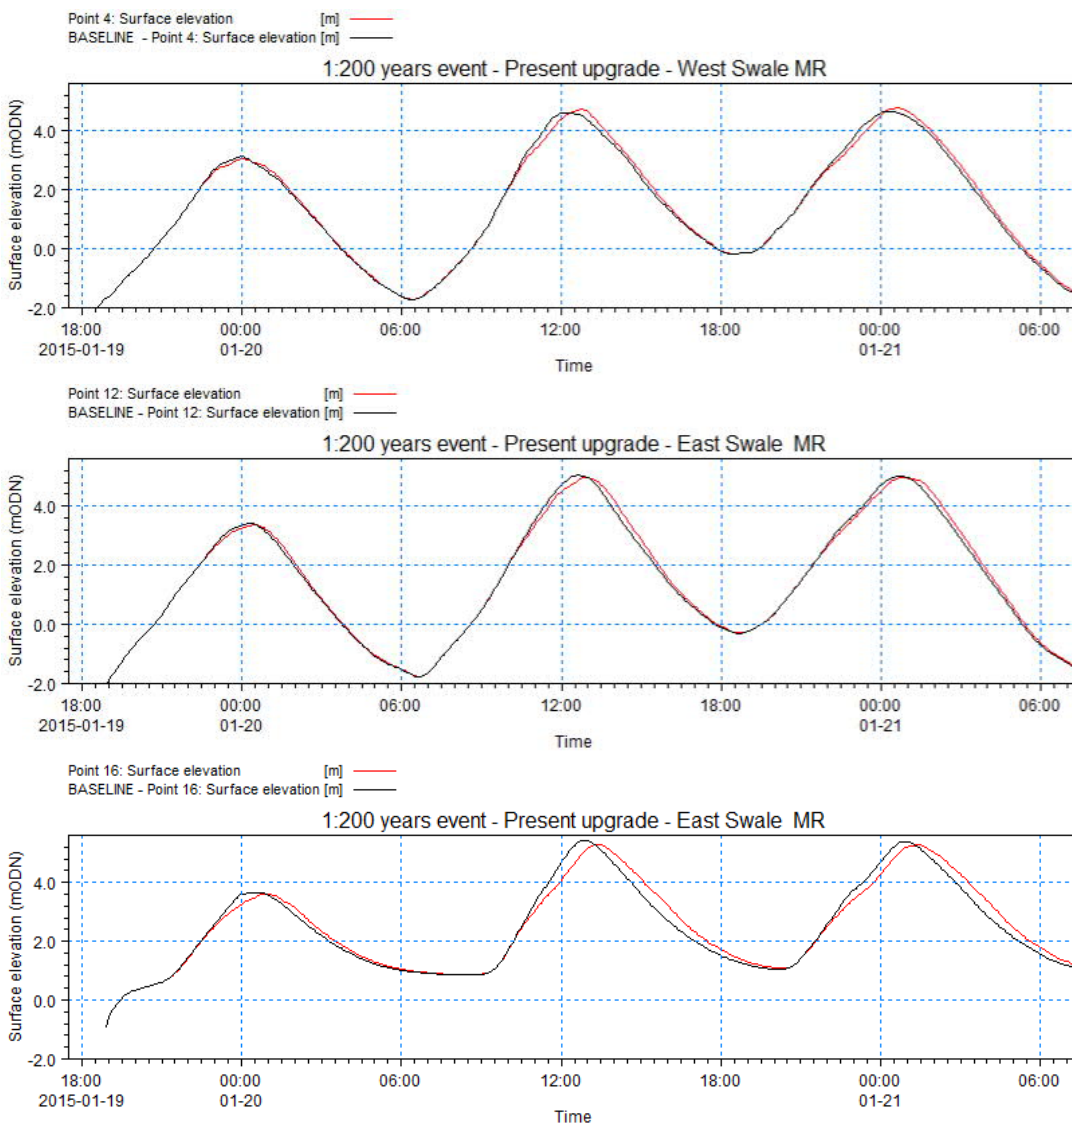 Point 4: Surface elevation [m]
BASELINE - Point 4: Surface elevation [m]
1:200 years event - Present upgrade - West Swale MR
Surface elevation (mODN)
4.0
2.0
0.0
-2.0
18:00 00:00 06:00 12:00 18:00 00:00 06:00
2015-01-19 01-20 01-21
Time
Point 12: Surface elevation [m]
BASELINE - Point 12: Surface elevation [m]
1:200 years event - Present upgrade - East Swale MR
Surface elevation (mODN)
4.0
2.0
0.0
-2.0
18:00 00:00 06:00 12:00 18:00 00:00 06:00
2015-01-19 01-20 01-21
Time
Point 16: Surface elevation [m]
BASELINE - Point 16: Surface elevation [m]
1:200 years event - Present upgrade - East Swale MR
Surface elevation (mODN)
4.0
2.0
0.0
-2.0
18:00 00:00 06:00 12:00 18:00 00:00 06:00
2015-01-19 01-20 01-21
Time